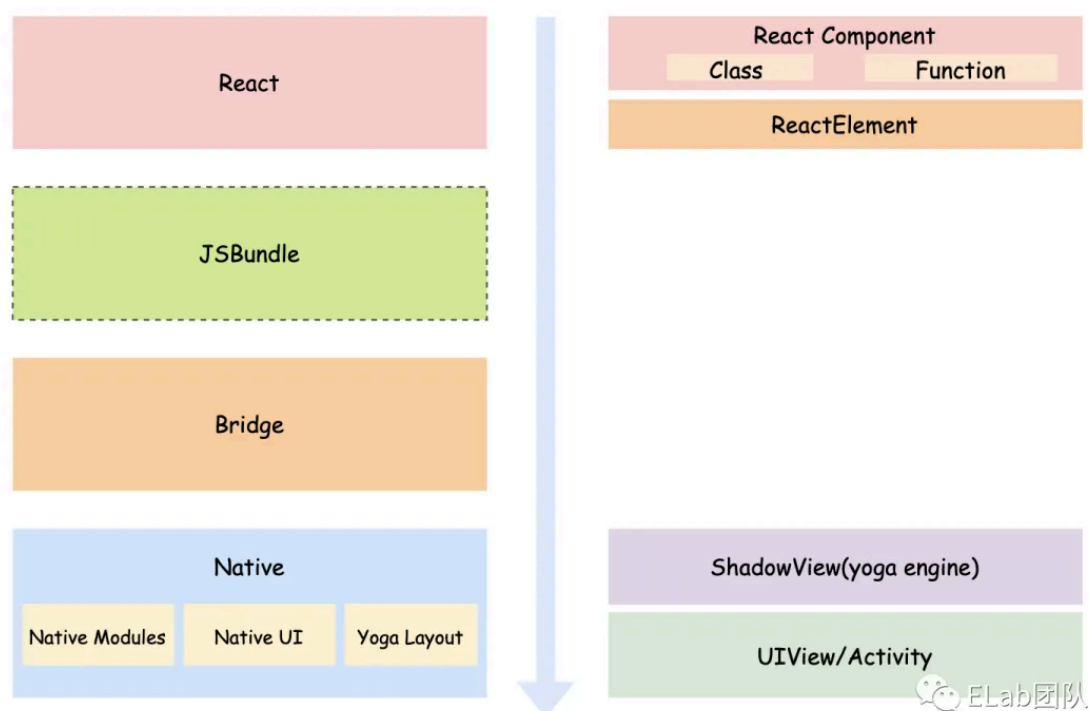 React
JSBundle
Bridge
Native
Native Modules
Native UI
Yoga Layout
React Component
Class
Function
ReactElement
ShadowView(yoga engine)
UIView/Activity
ELab团队